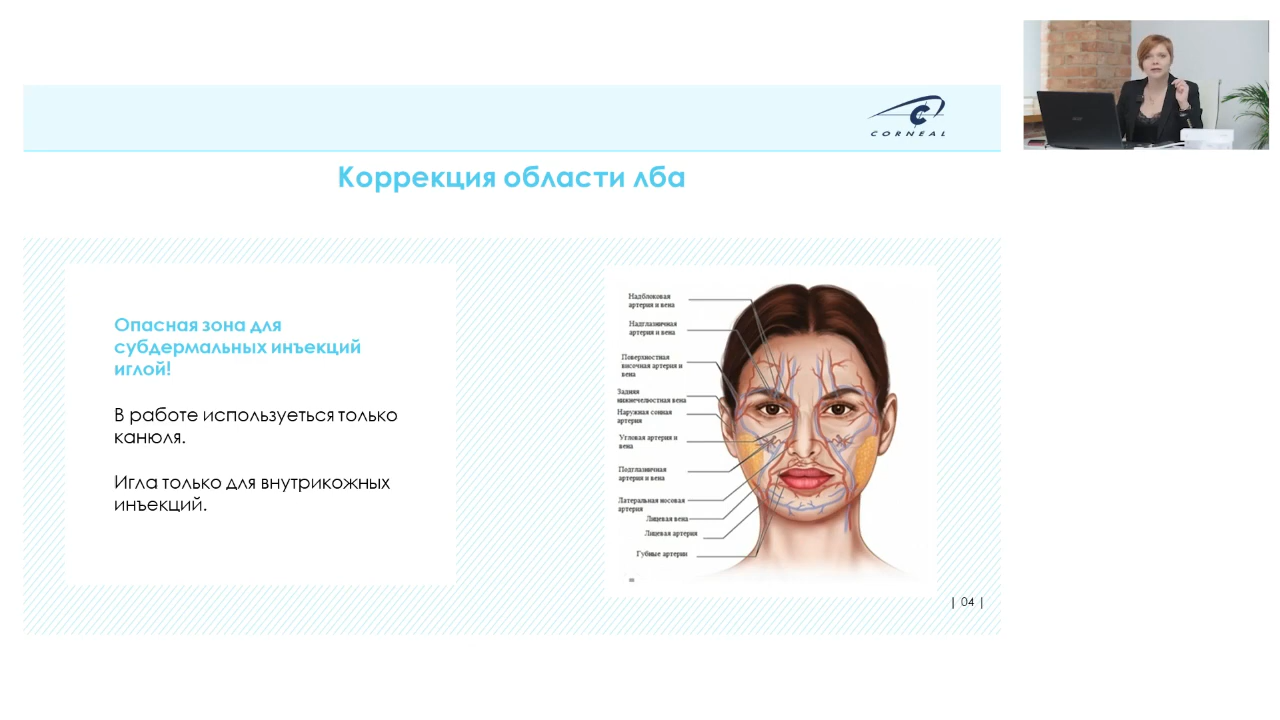 CORNEAL
Коррекция области лба
Опасная зона для
субдермальных инъекций
иглой!
В работе используеться только
канюля.
Игла только для внутрикожных
инъекций.
Надблоковая
артерия и вена
Надглазничная
артерия и вена
Поверхностная
височная артерия и
вена
Задняя
нижнечелюстная вена
Наружная сонная
артерия
Угловая артерия и
вена
Подглазничная
артерия и вена
Латеральная носовая
артерия
Лицевая вена
Лицевая артерия
Губные артерии
| 04 |